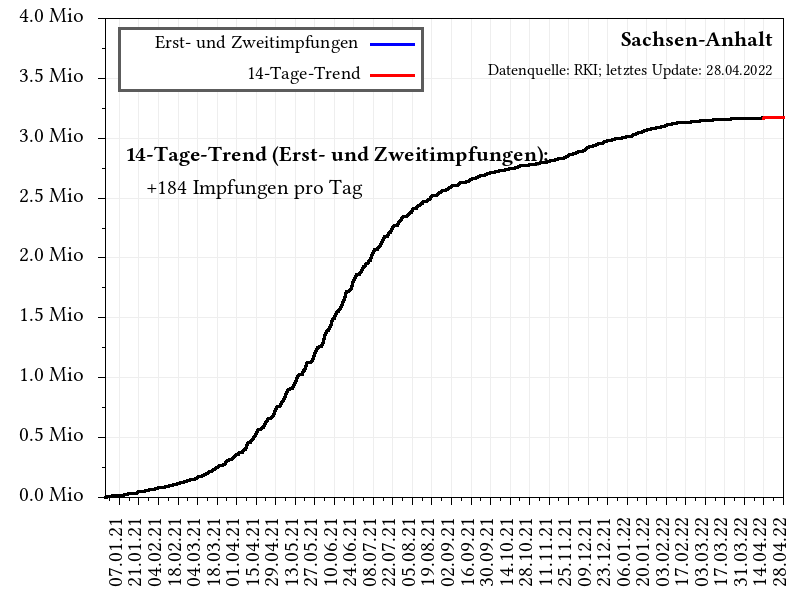 4.0 Mio
3.5 Mio
3.0 Mio
2.5 Mio
2.0 Mio
1.5 Mio
1.0 Mio
0.5 Mio
0.0 Mio
Erst- und Zweitimpfungen
14-Tage-Trend
Sachsen-Anhalt
Datenquelle: RKI; letztes Update: 28.04.2022
14-Tage-Trend (Erst- und Zweitimpfungen):
+184 Impfungen pro Tag
07.01.21
21.01.21
04.02.21
18.02.21
04.03.21
18.03.21
01.04.21
15.04.21
29.04.21
13.05.21
27.05.21
10.06.21
24.06.21
08.07.21
22.07.21
05.08.21
19.08.21
02.09.21
16.09.21
30.09.21
14.10.21
28.10.21
11.11.21
25.11.21
09.12.21
23.12.21
06.01.22
20.01.22
03.02.22
17.02.22
03.03.22
17.03.22
31.03.22
14.04.22
28.04.22